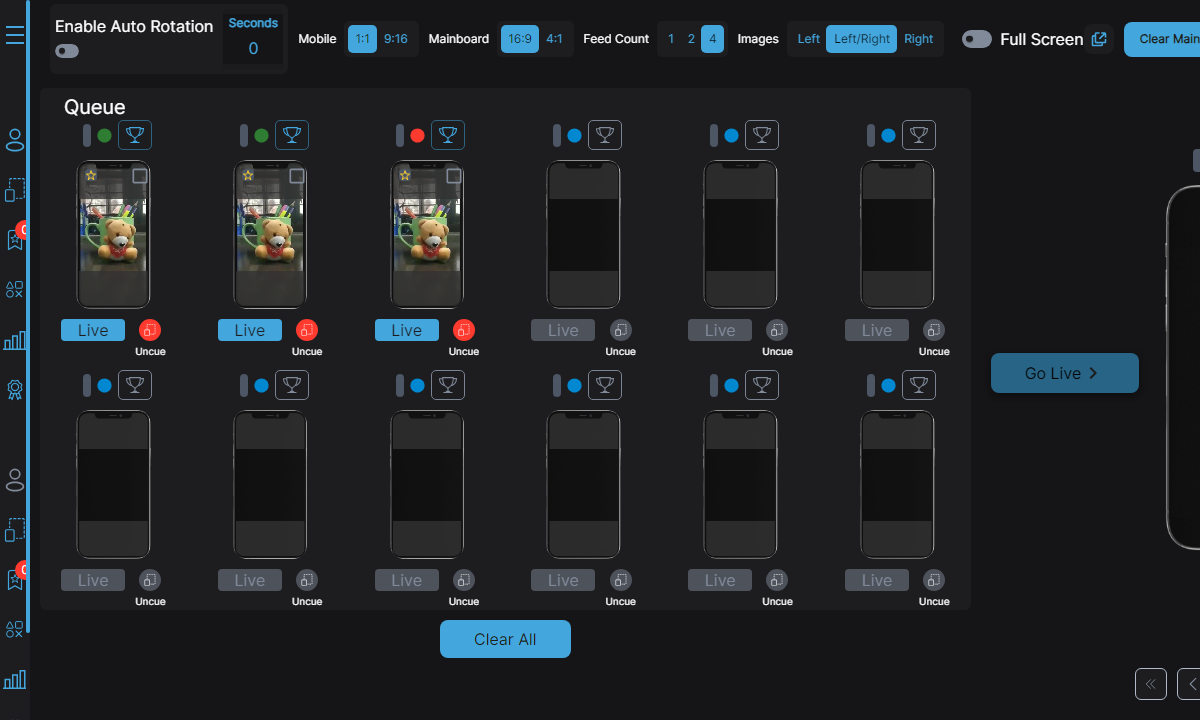 Enable Auto Rotation
Seconds
0
Mobile 1:1 9:16 Mainboard 16:9 4:1 Feed Count 1 2 4 Images Left Left/Right Right Full Screen Clear Main
Queue
Live Live Live Live Live Live
Uncue Uncue Uncue Uncue Uncue Uncue
Go Live
Live Live Live Live Live Live
Uncue Uncue Uncue Uncue Uncue Uncue
Clear All